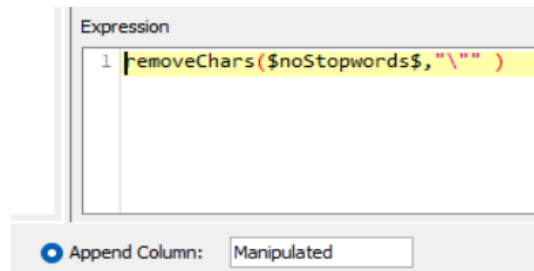 Expression
1 removeChars($noStopwords$,"\"" )
Append Column: Manipulated